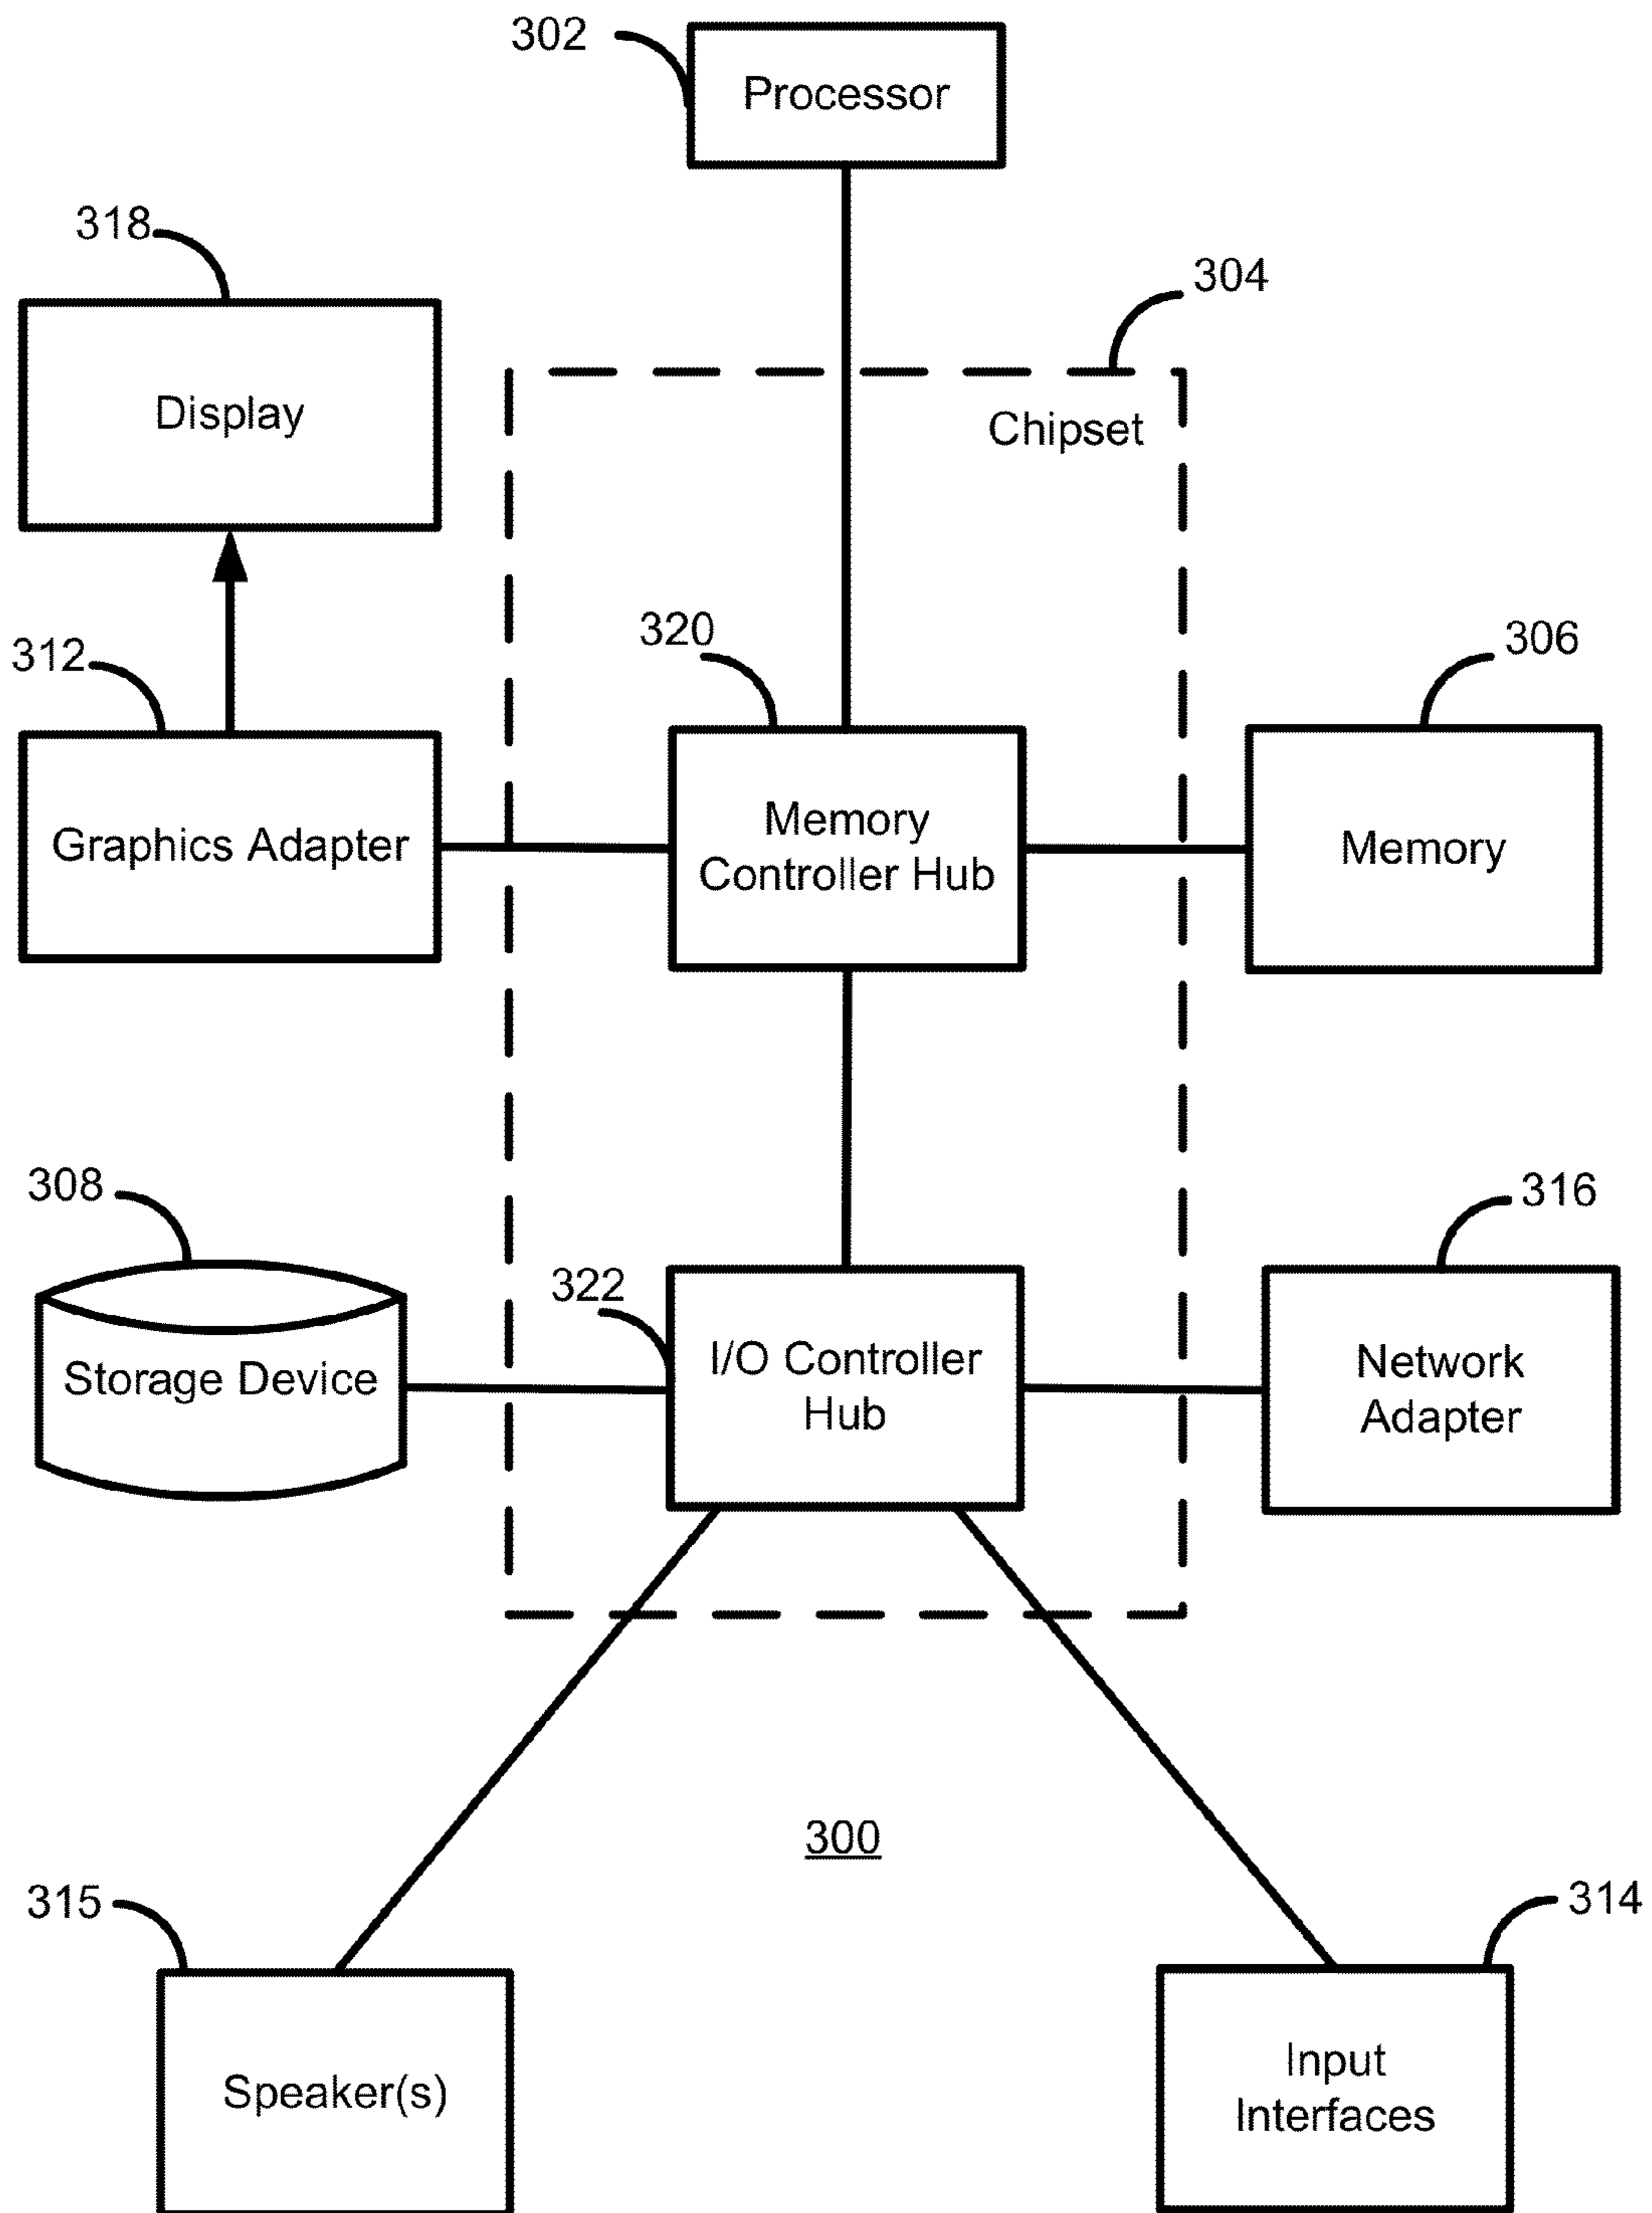 302
Processor
318
304
Display
Chipset
320
306
312
Memory
Controller Hub
Graphics Adapter
Memory
308
316
322
I/O Controller
Hub
Storage Device
Network
Adapter
300
315
314
Speaker(s)
Input
Interfaces